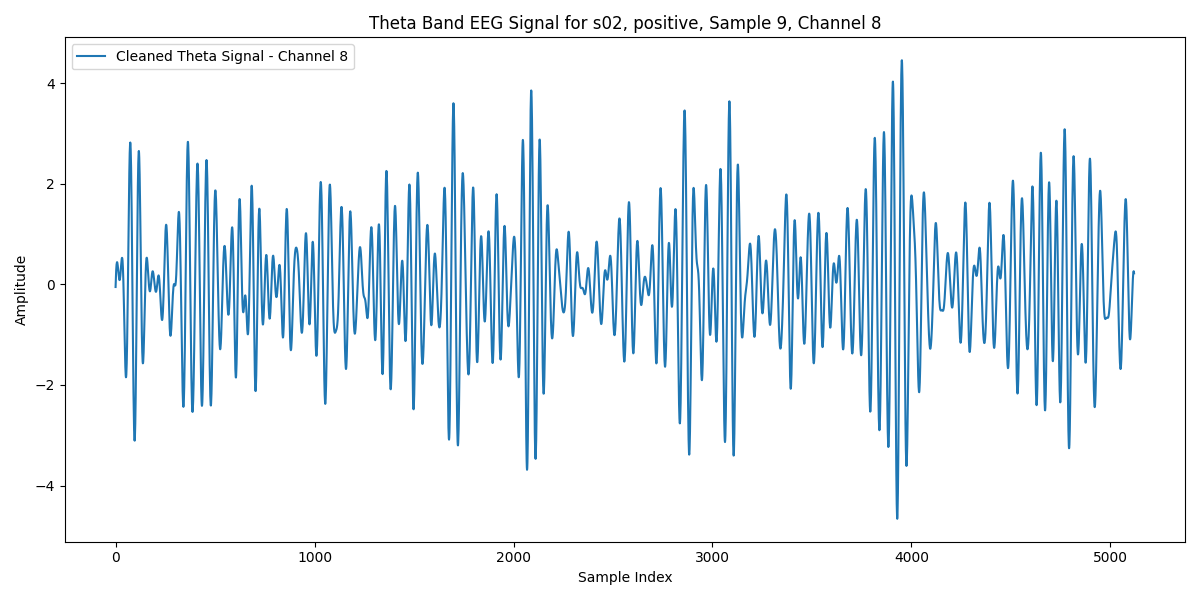 Theta Band EEG Signal for s02, positive, Sample 9, Channel 8
Cleaned Theta Signal - Channel 8
Amplitude
4
2
0
−2
−4
0 1000 2000 3000 4000 5000
Sample Index